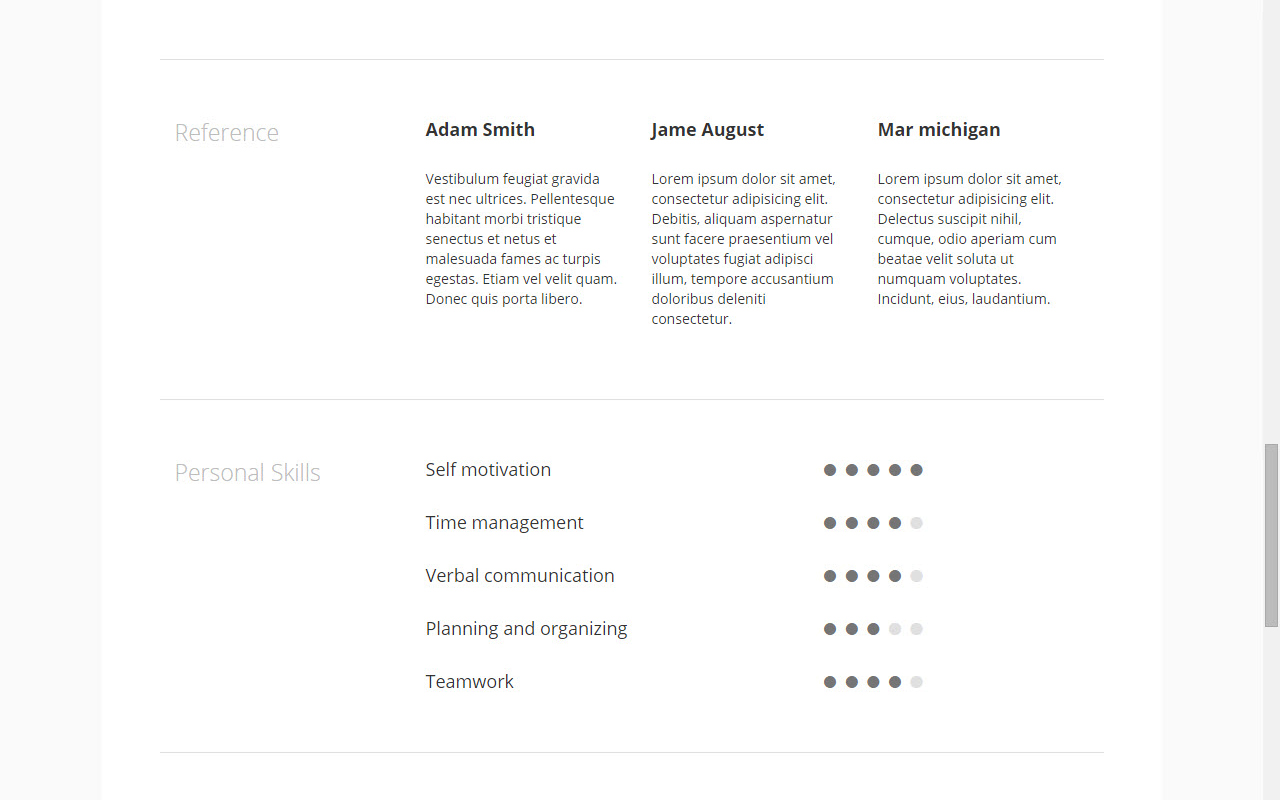 Reference
Adam Smith
Vestibulum feugiat gravida
est nec ultrices. Pellentesque
habitant morbi tristique
senectus et netus et
malesuada fames ac turpis
egestas. Etiam vel velit quam.
Donec quis porta libero.
Jame August
Lorem ipsum dolor sit amet,
consectetur adipisicing elit.
Debitis, aliquam aspernatur
sunt facere praesentium vel
voluptates fugiat adipisci
illum, tempore accusantium
doloribus deleniti
consectetur.
Mar michigan
Lorem ipsum dolor sit amet,
consectetur adipisicing elit.
Delectus suscipit nihil,
cumque, odio aperiam cum
beatae velit soluta ut
numquam voluptates.
Incidunt, eius, laudantium.
Personal Skills
Self motivation
Time management
Verbal communication
Planning and organizing
Teamwork